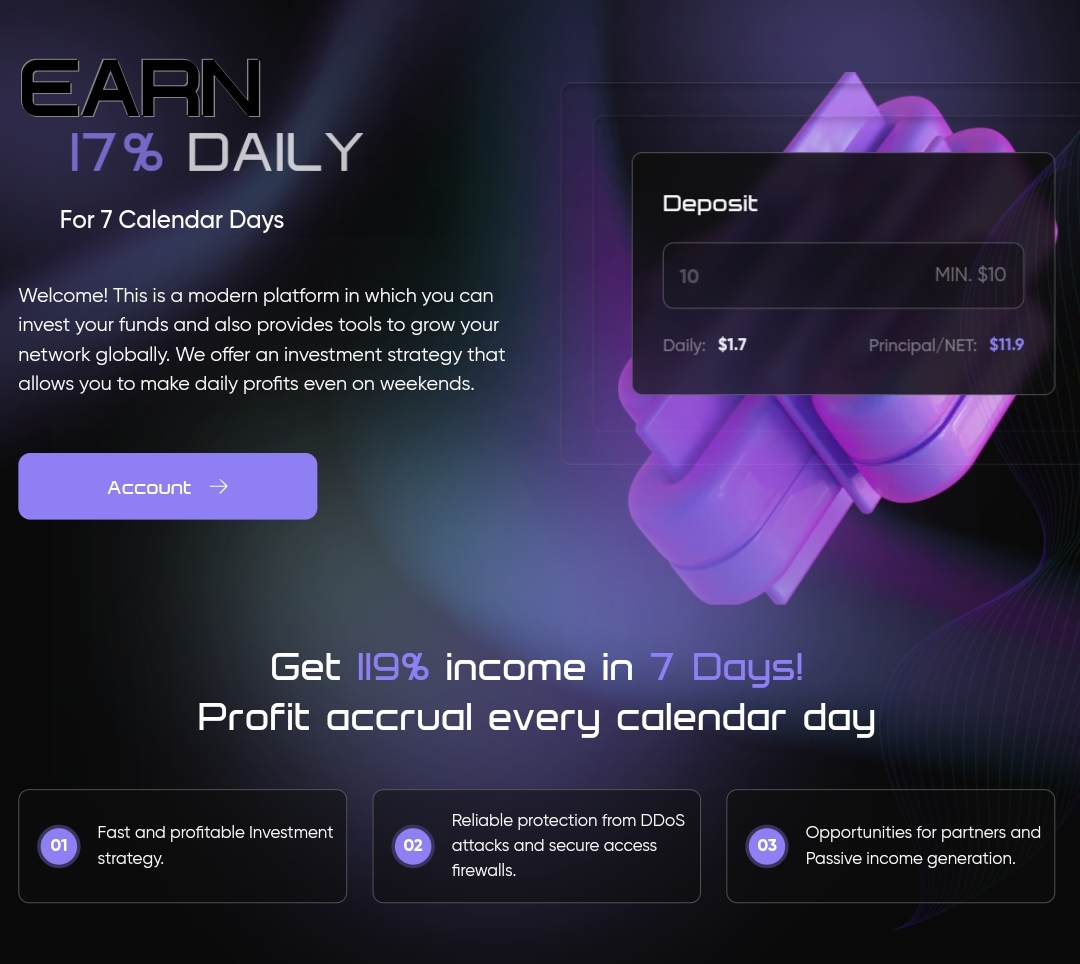 EARN
17% DAILY
For 7 Calendar Days
Welcome! This is a modern platform in which you can
invest your funds and also provides tools to grow your
network globally. We offer an investment strategy that
allows you to make daily profits even on weekends.
Account
Deposit
10 MIN. $10
Daily: $1.7 Principal/NET: $11.9
Get 119% income in 7 Days!
Profit accrual every calendar day
01
Fast and profitable Investment
strategy.
02
Reliable protection from DDoS
attacks and secure access
firewalls.
03
Opportunities for partners and
Passive income generation.